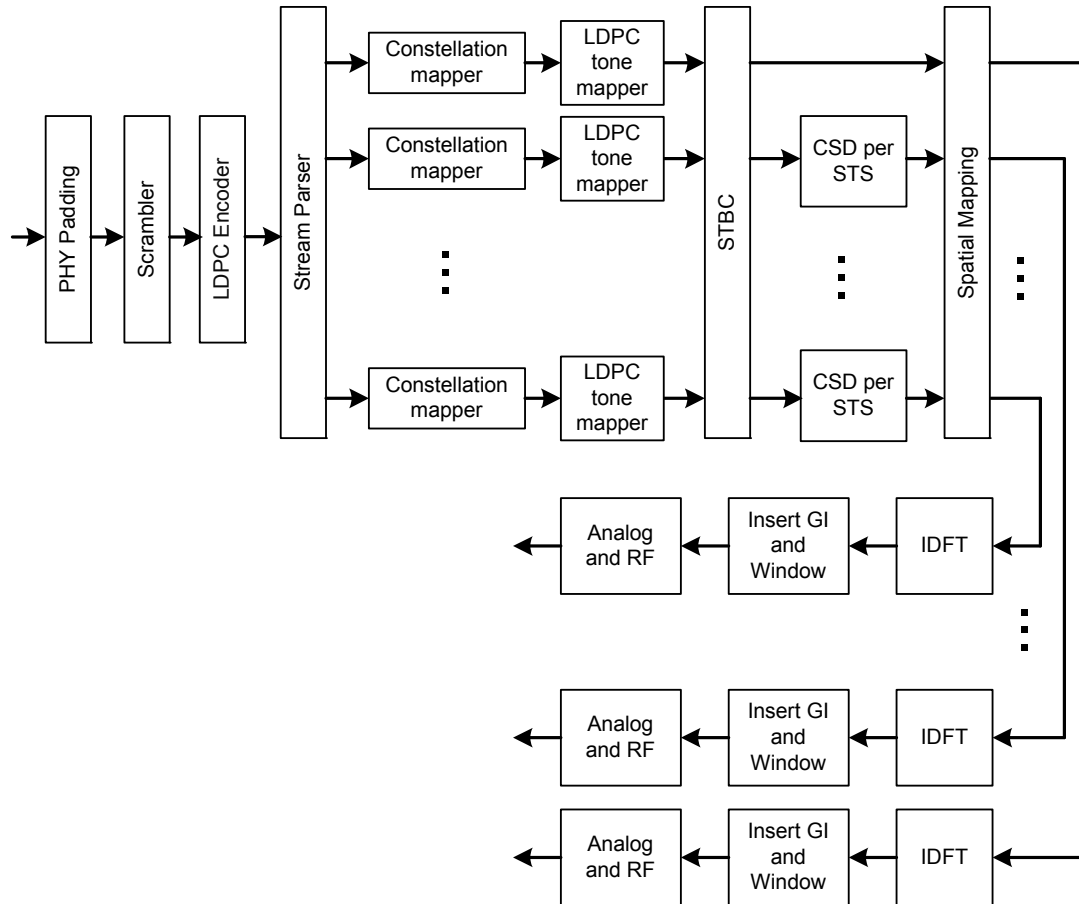 PHY Padding
Scrambler
LDPC Encoder
Stream Parser
Constellation
mapper
LDPC
tone
mapper
Constellation
mapper
LDPC
tone
mapper
Constellation
mapper
LDPC
tone
mapper
STBC
CSD per
STS
CSD per
STS
Spatial Mapping
Analog
and RF
Insert GI
and
Window
IDFT
Analog
and RF
Insert GI
and
Window
IDFT
Analog
and RF
Insert GI
and
Window
IDFT